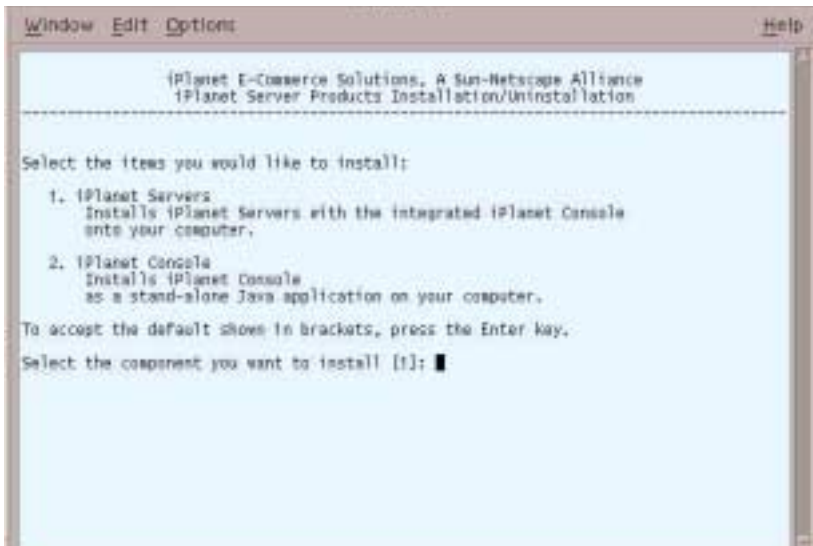 Window Edit Options Help
iPlanet E-Commerce Solutions, A Sun-Netscape Alliance
iPlanet Server Products Installation/Uninstallation
--------------------------------------------------------------------------------
Select the items you would like to install:
1. iPlanet Servers
Installs iPlanet Servers with the integrated iPlanet Console
onto your computer.
2. iPlanet Console
Installs iPlanet Console
as a stand-alone Java application on your computer.
To accept the default shown in brackets, press the Enter key.
Select the component you want to install [1]: